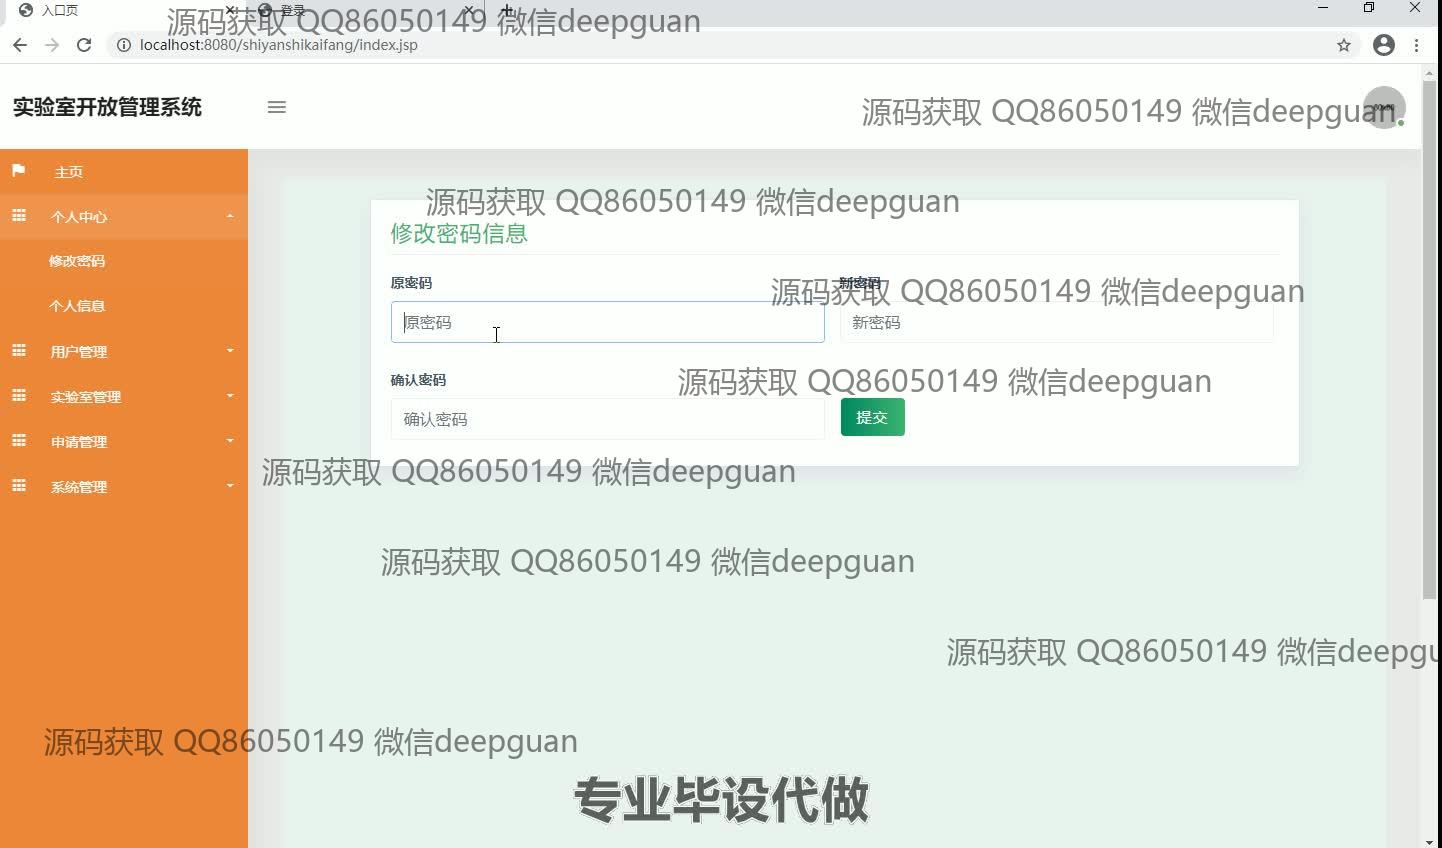 入口页
登录
源码获取 QQ86050149 微信deepguan
localhost:8080/shiyanshikaifang/index.jsp
实验室开放管理系统
源码获取 QQ86050149 微信deepguan
主页
个人中心
修改密码
个人信息
用户管理
实验室管理
申请管理
系统管理
源码获取 QQ86050149 微信deepguan
修改密码信息
原密码
新密码
源码获取 QQ86050149 微信deepguan
原密码
新密码
确认密码
源码获取 QQ86050149 微信deepguan
确认密码
提交
源码获取 QQ86050149 微信deepguan
源码获取 QQ86050149 微信deepguan
源码获取 QQ86050149 微信deepgu
源码获取 QQ86050149 微信deepguan
专业毕设代做